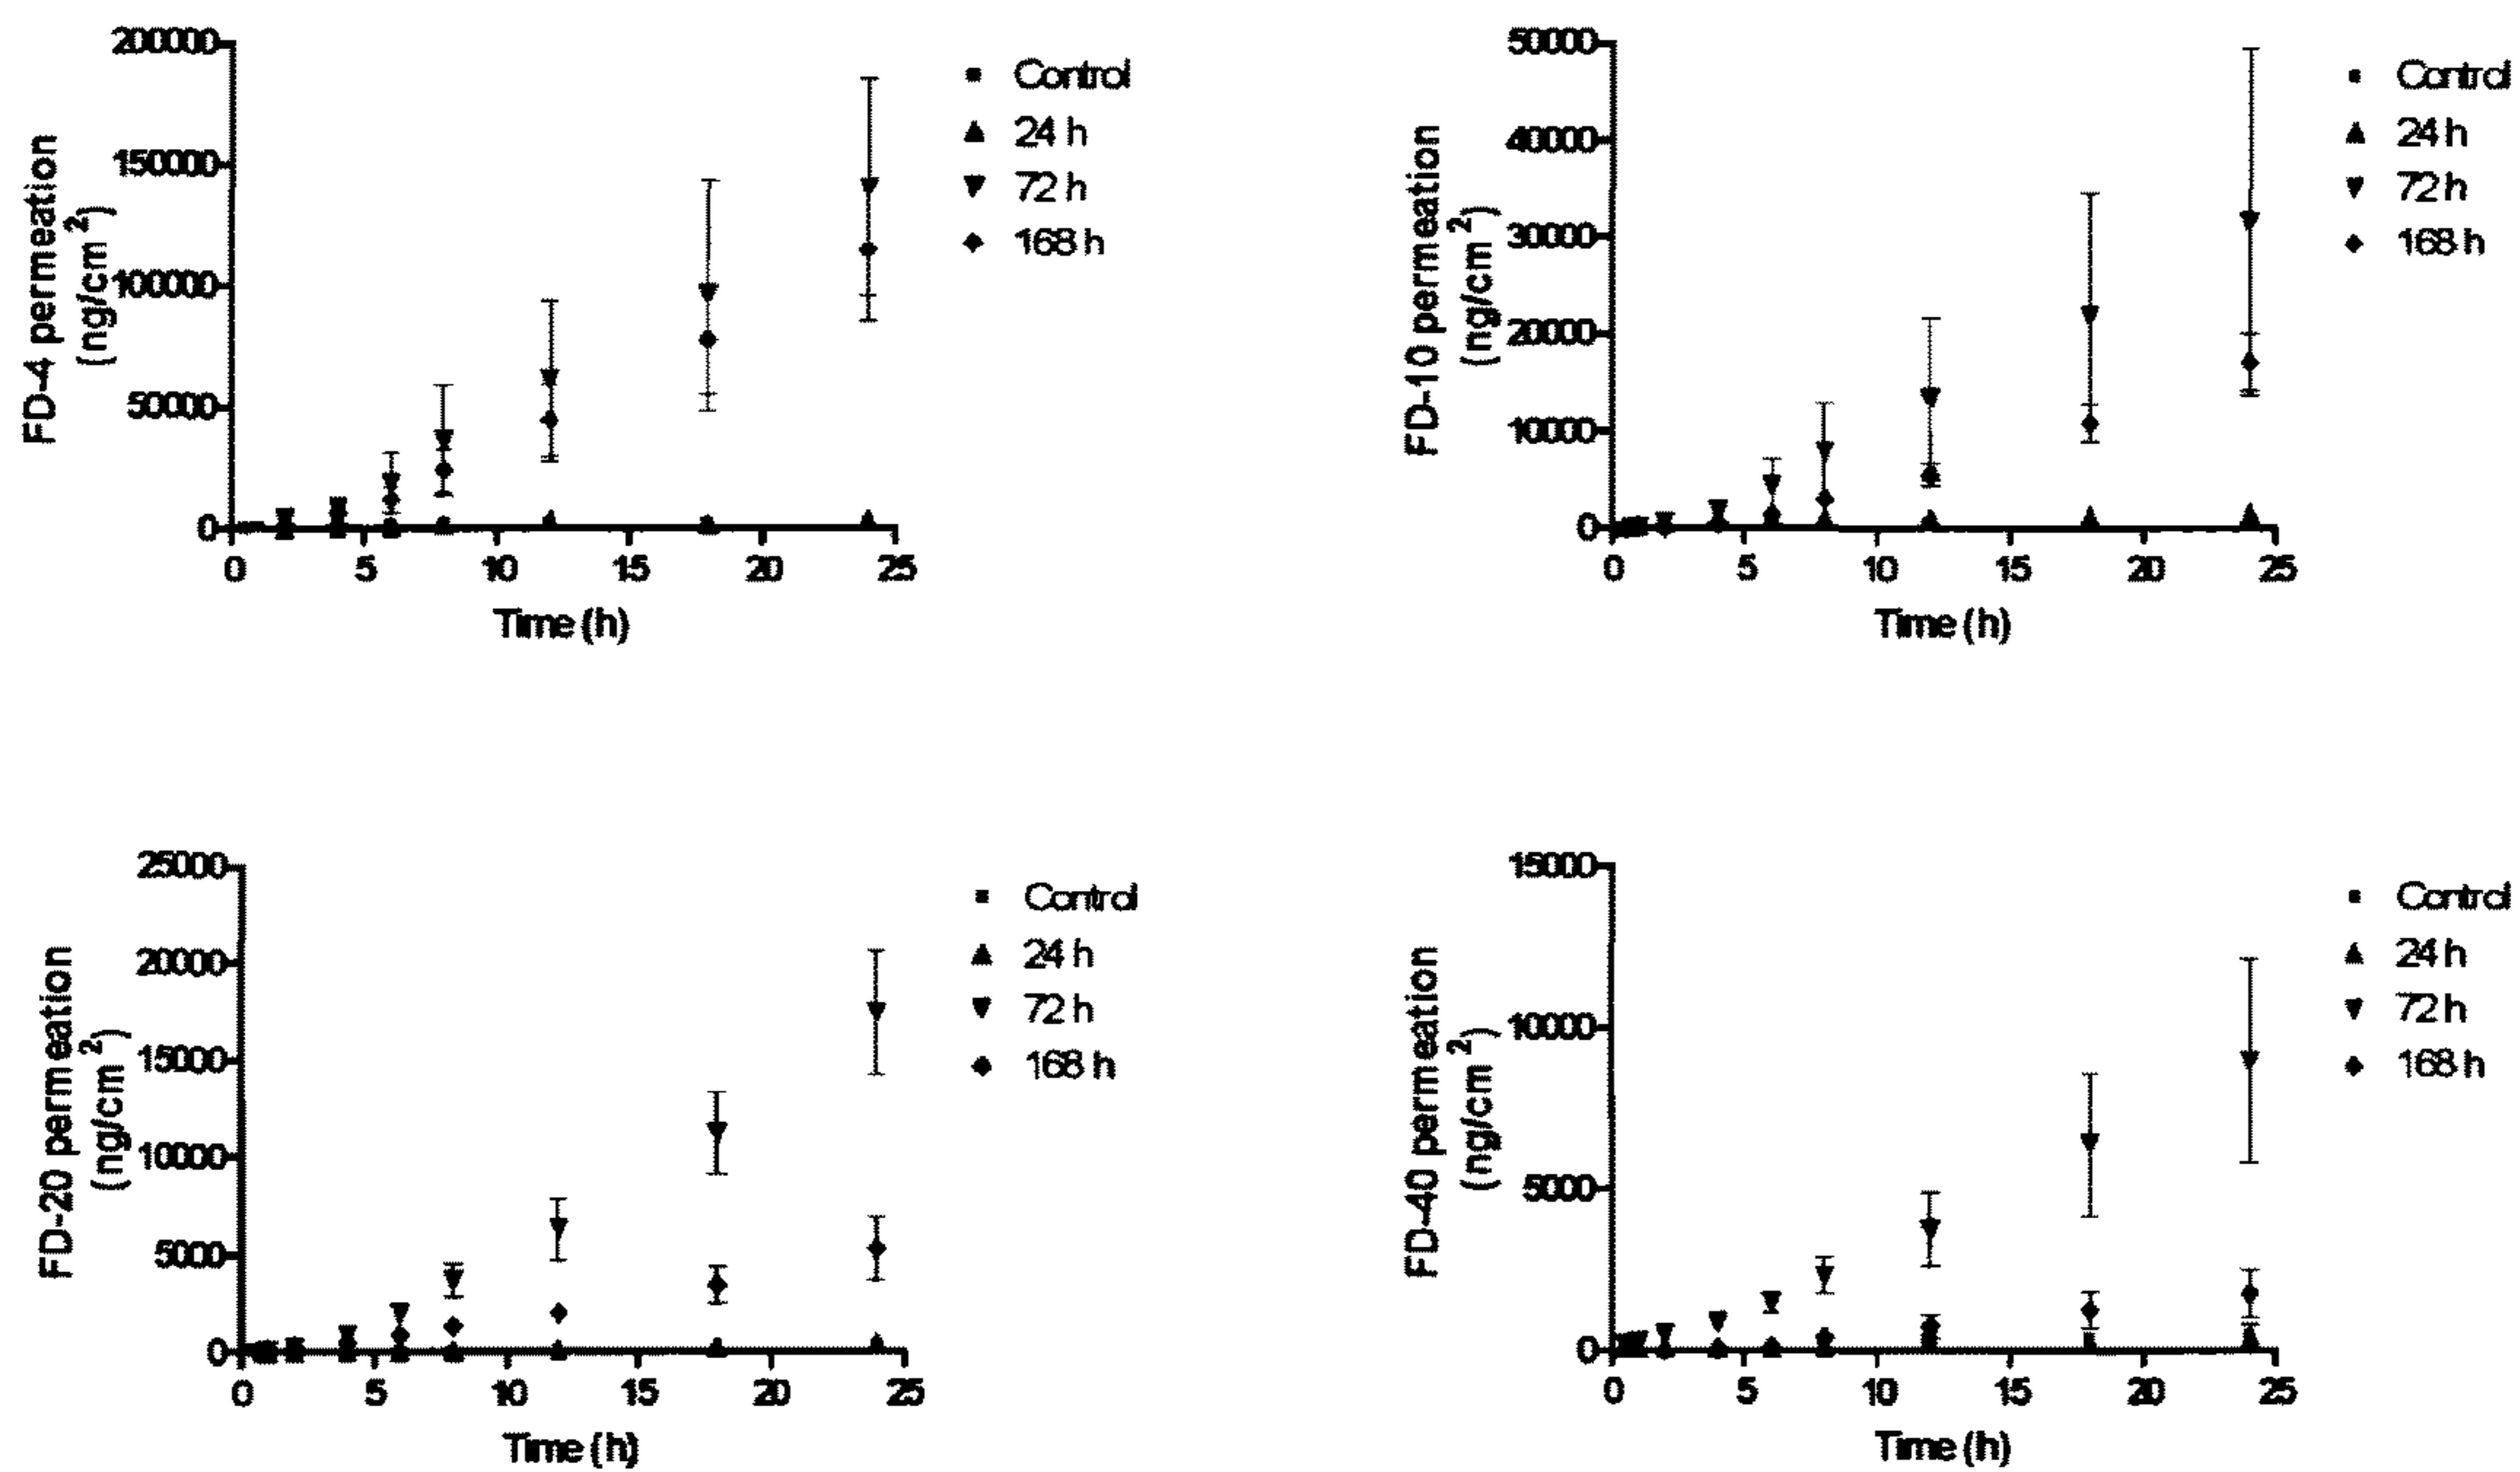 200000
150000
100000
50000
0
FD-4 permeation
(ng/cm²)
0 5 10 15 20 25
Time (h)
Control
24 h
72 h
168 h
50000
40000
30000
20000
10000
0
FD-10 permeation
(ng/cm²)
0 5 10 15 20 25
Time (h)
Control
24 h
72 h
168 h
25000
20000
15000
10000
5000
0
FD-20 permeation
(ng/cm²)
0 5 10 15 20 25
Time (h)
Control
24 h
72 h
168 h
15000
10000
5000
0
FD-40 permeation
(ng/cm²)
0 5 10 15 20 25
Time (h)
Control
24 h
72 h
168 h